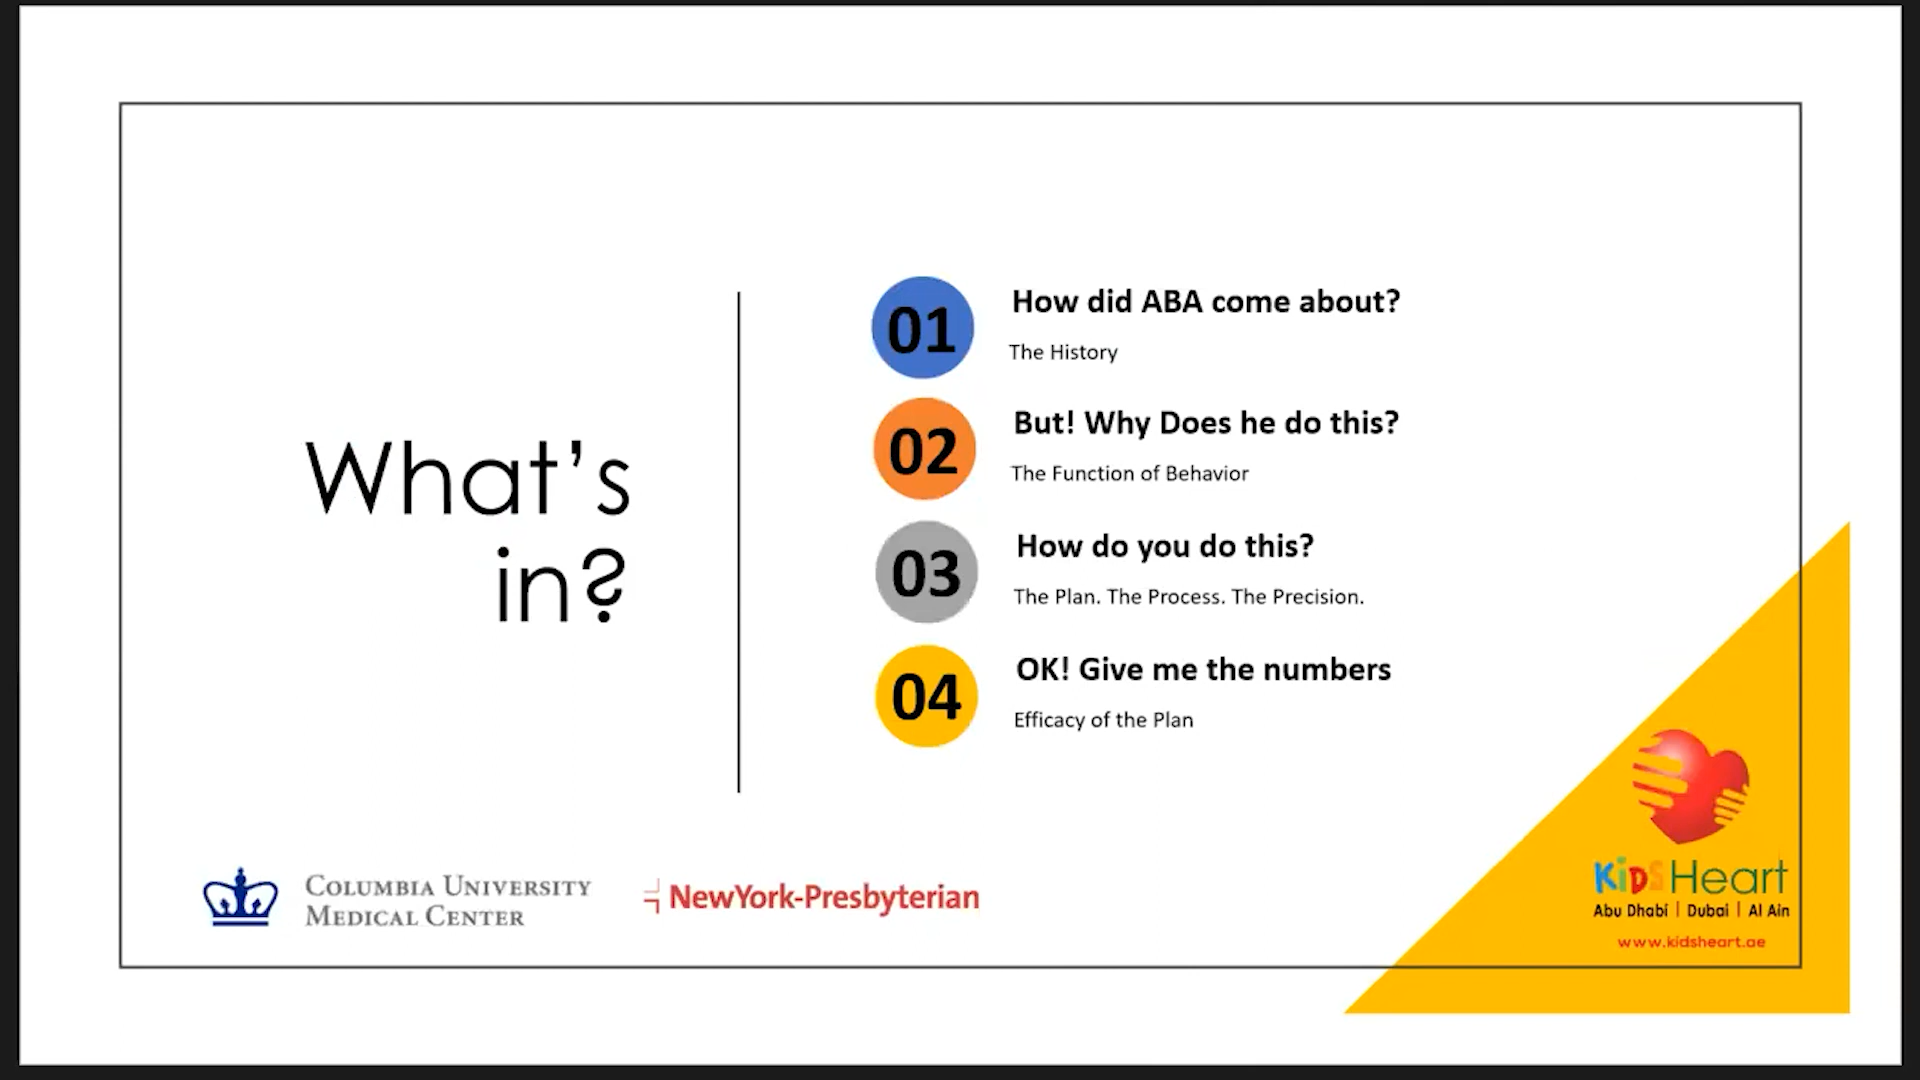 What's
in?
01
How did ABA come about?
The History
02
But! Why Does he do this?
The Function of Behavior
03
How do you do this?
The Plan. The Process. The Precision.
04
OK! Give me the numbers
Efficacy of the Plan
COLUMBIA UNIVERSITY
MEDICAL CENTER
NewYork-Presbyterian
KiDS Heart
Abu Dhabi | Dubai | Al Ain
www.kidsheart.ae